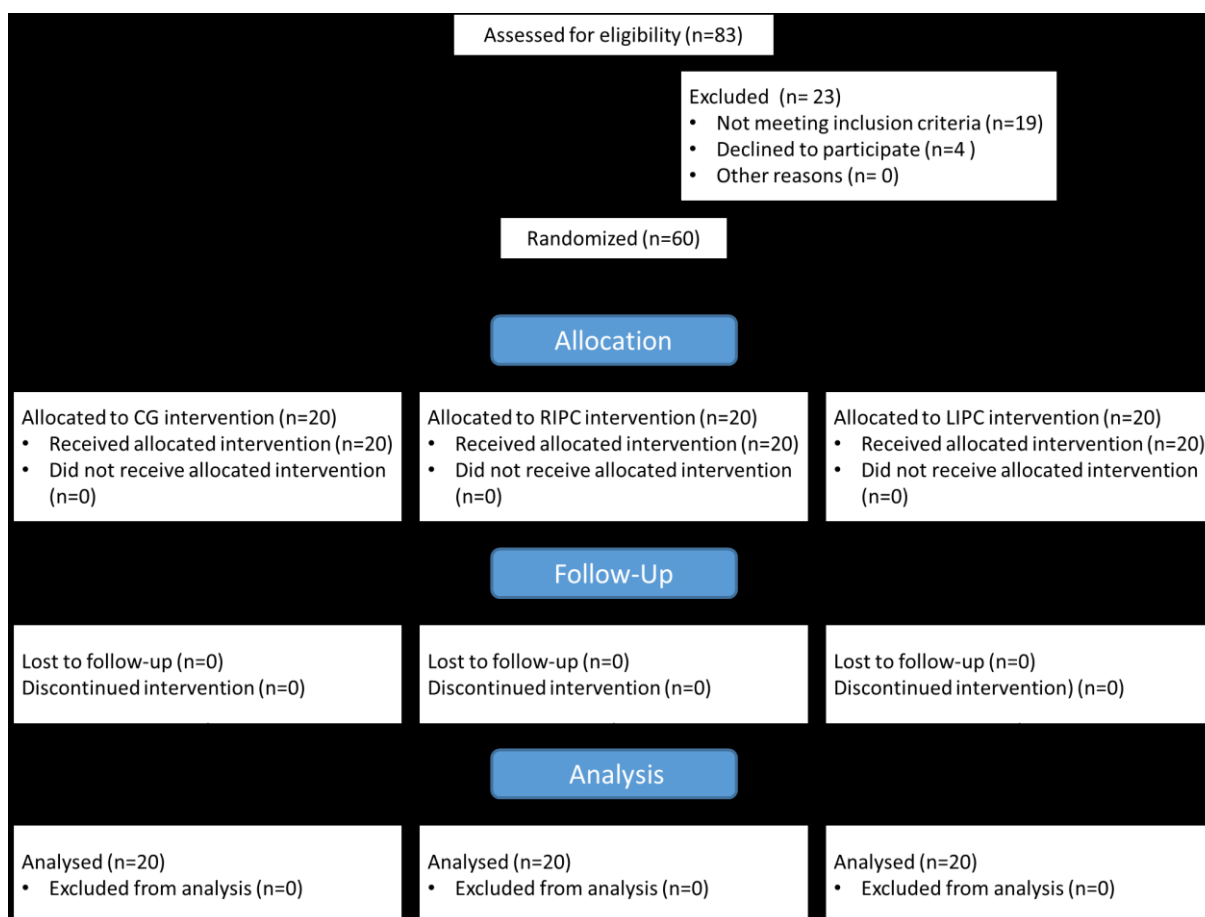 Assessed for eligibility (n=83)
Excluded  (n= 23)
• Not meeting inclusion criteria (n=19)
• Declined to participate (n=4 )
• Other reasons (n= 0)
Randomized (n=60)
Allocation
Allocated to CG intervention (n=20)
• Received allocated intervention (n=20)
• Did not receive allocated intervention
(n=0)
Allocated to RIPC intervention (n=20)
• Received allocated intervention (n=20)
• Did not receive allocated intervention
(n=0)
Allocated to LIPC intervention (n=20)
• Received allocated intervention (n=20)
• Did not receive allocated intervention
(n=0)
Follow-Up
Lost to follow-up (n=0)
Discontinued intervention (n=0)
Lost to follow-up (n=0)
Discontinued intervention (n=0)
Lost to follow-up (n=0)
Discontinued intervention) (n=0)
Analysis
Analysed (n=20)
• Excluded from analysis (n=0)
Analysed (n=20)
• Excluded from analysis (n=0)
Analysed (n=20)
• Excluded from analysis (n=0)